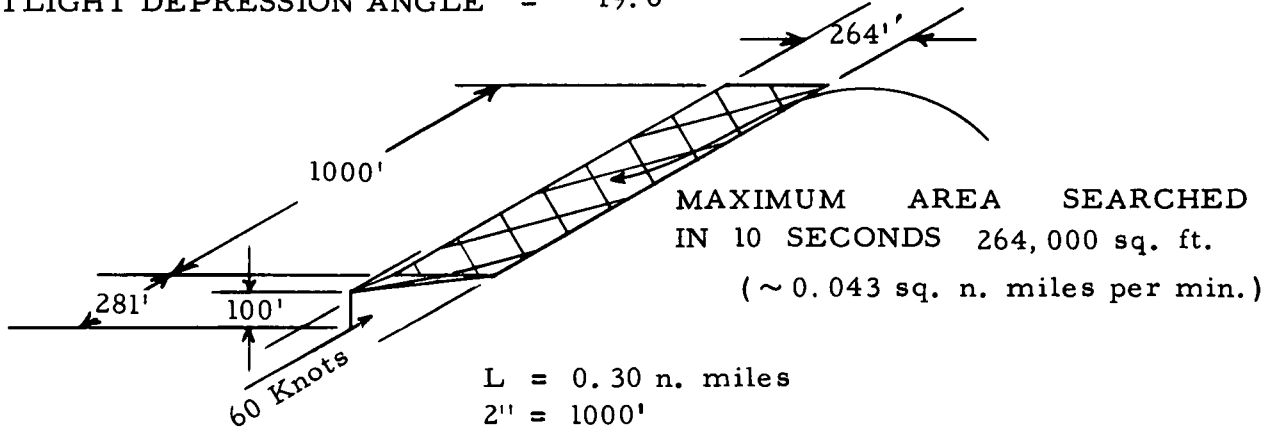 DEPRESSION ANGLE =
264'
1000'
MAXIMUM AREA SEARCHED
IN 10 SECONDS 264,000 sq. ft.
(~ 0.043 sq. n. miles per min.)
281'
100'
60 Knots
L = 0.30 n. miles
2" = 1000'